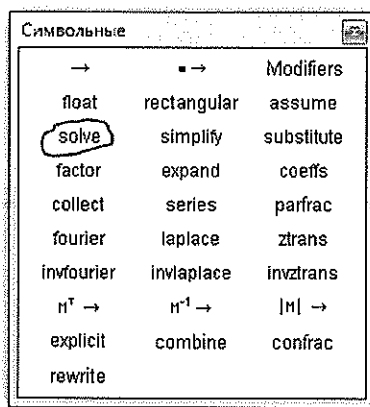 Символьные
→ ▪ → Modifiers
float rectangular assume
solve simplify substitute
factor expand coeffs
collect series parfrac
fourier laplace ztrans
invfourier invlaplace invztrans
Mᵀ → M⁻¹ → |M| →
explicit combine confrac
rewrite